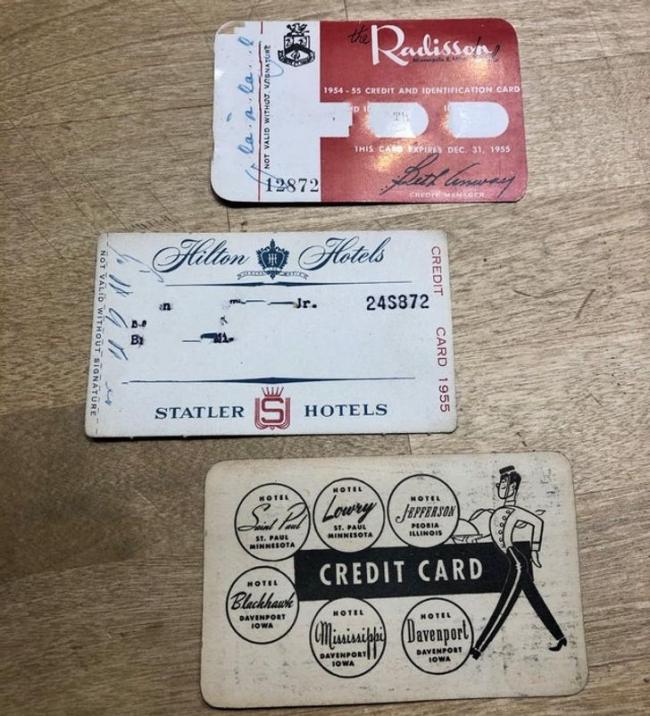 the Radisson Hotel
1954 - 55 CREDIT AND IDENTIFICATION CARD
THIS CARD EXPIRES DEC. 31, 1955
CREDIT MANAGER
NOT VALID WITHOUT SIGNATURE
12872
Hilton Hotels
Jr. 24S872
STATLER S HOTELS
CREDIT CARD 1955
NOT VALID WITHOUT SIGNATURE
HOTEL
Saint Paul
ST. PAUL
MINNESOTA
HOTEL
Lowry
ST. PAUL
MINNESOTA
HOTEL
JEFFERSON
PEORIA
ILLINOIS
CREDIT CARD
HOTEL
Blackhawk
DAVENPORT
IOWA
HOTEL
Mississippi
DAVENPORT
IOWA
HOTEL
Davenport
DAVENPORT
IOWA